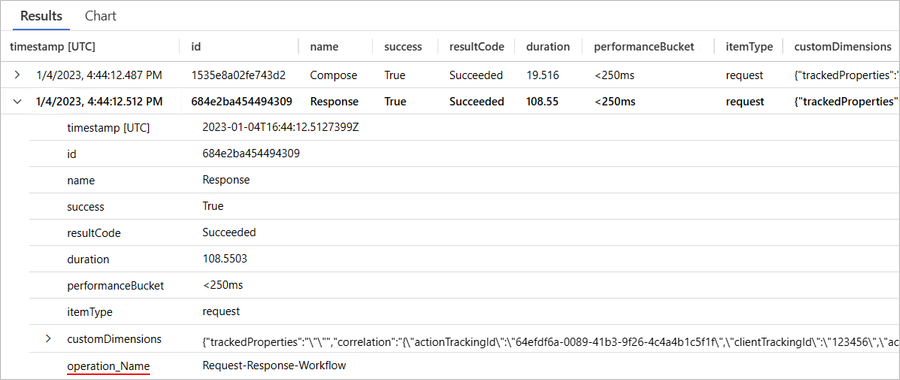 Results Chart
timestamp [UTC] id name success resultCode duration performanceBucket itemType customDimensions
1/4/2023, 4:44:12.487 PM 1535e8a02fe743d2 Compose True Succeeded 19.516 <250ms request {"trackedProperties":"
1/4/2023, 4:44:12.512 PM 684e2ba454494309 Response True Succeeded 108.55 <250ms request {"trackedProperties
timestamp [UTC] 2023-01-04T16:44:12.5127399Z
id 684e2ba454494309
name Response
success True
resultCode Succeeded
duration 108.5503
performanceBucket <250ms
itemType request
customDimensions {"trackedProperties":"\"\"","correlation":"{\"actionTrackingId\":\"64efdf6a-0089-41b3-9f26-4c4a4b1c5f1f\",\"clientTrackingId\":\"123456\",\"ac
operation_Name Request-Response-Workflow